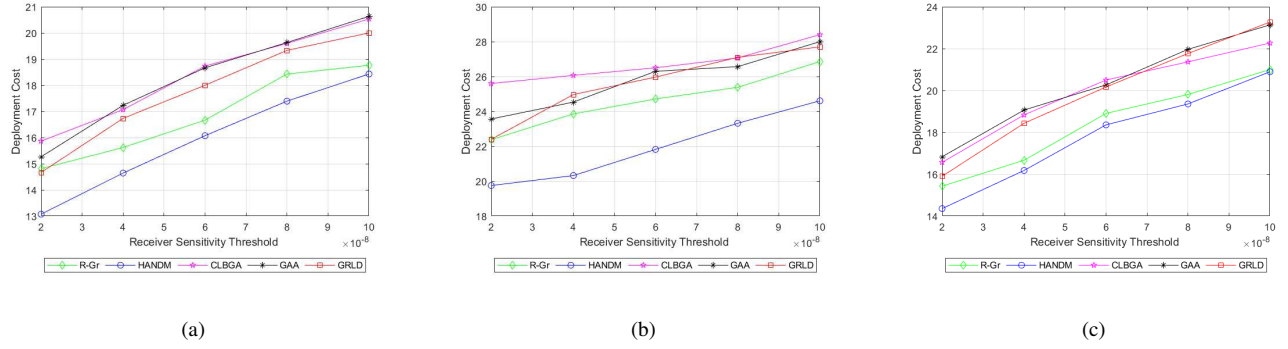 21
20
19
18
17
16
15
14
13
Deployment Cost
2 3 4 5 6 7 8 9 10
Receiver Sensitivity Threshold
× 10⁻⁸
R-Gr HANDM CLBGA GAA GRLD
(a)
30
28
26
24
22
20
18
Deployment Cost
2 3 4 5 6 7 8 9 10
Receiver Sensitivity Threshold
× 10⁻⁸
R-Gr HANDM CLBGA GAA GRLD
(b)
24
22
20
18
16
14
Deployment Cost
2 3 4 5 6 7 8 9 10
Receiver Sensitivity Threshold
× 10⁻⁸
R-Gr HANDM CLBGA GAA GRLD
(c)